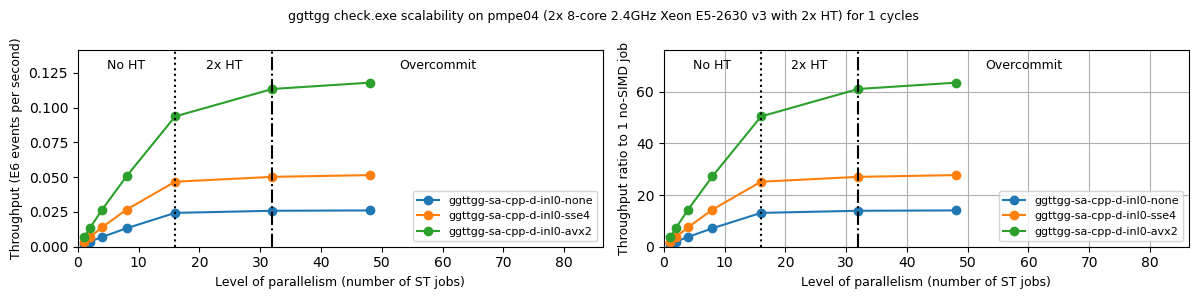 ggttgg check.exe scalability on pmpe04 (2x 8-core 2.4GHz Xeon E5-2630 v3 with 2x HT) for 1 cycles
Throughput (E6 events per second)
0.125
0.100
0.075
0.050
0.025
0.000
No HT
2x HT
Overcommit
ggttgg-sa-cpp-d-inl0-none
ggttgg-sa-cpp-d-inl0-sse4
ggttgg-sa-cpp-d-inl0-avx2
0 10 20 30 40 50 60 70 80
Level of parallelism (number of ST jobs)
Throughput ratio to 1 no-SIMD job
60
40
20
0
No HT
2x HT
Overcommit
ggttgg-sa-cpp-d-inl0-none
ggttgg-sa-cpp-d-inl0-sse4
ggttgg-sa-cpp-d-inl0-avx2
0 10 20 30 40 50 60 70 80
Level of parallelism (number of ST jobs)